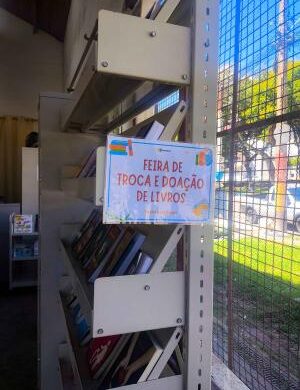 FEIRA DE
TROCA E DOAÇÃO
DE LIVROS